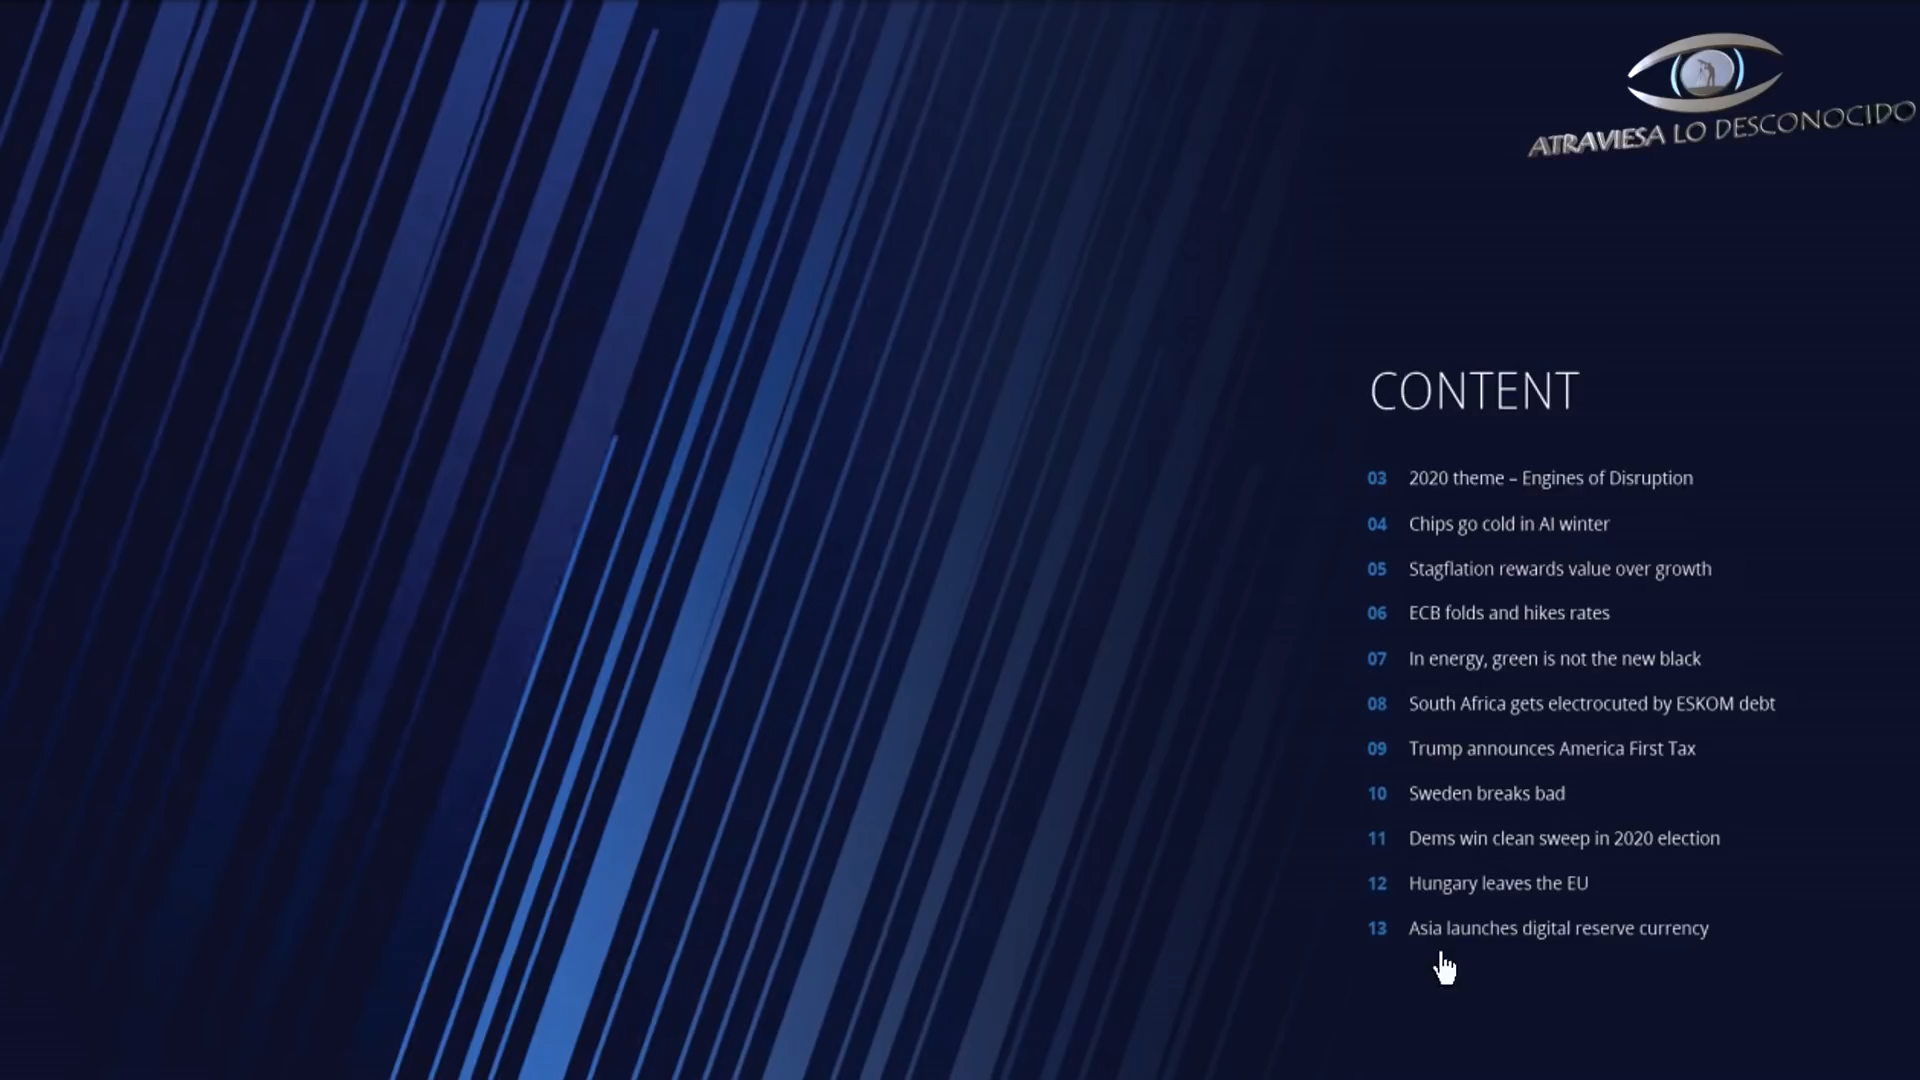 ATRAVIESA LO DESCONOCIDO
CONTENT
03 2020 theme – Engines of Disruption
04 Chips go cold in AI winter
05 Stagflation rewards value over growth
06 ECB folds and hikes rates
07 In energy, green is not the new black
08 South Africa gets electrocuted by ESKOM debt
09 Trump announces America First Tax
10 Sweden breaks bad
11 Dems win clean sweep in 2020 election
12 Hungary leaves the EU
13 Asia launches digital reserve currency